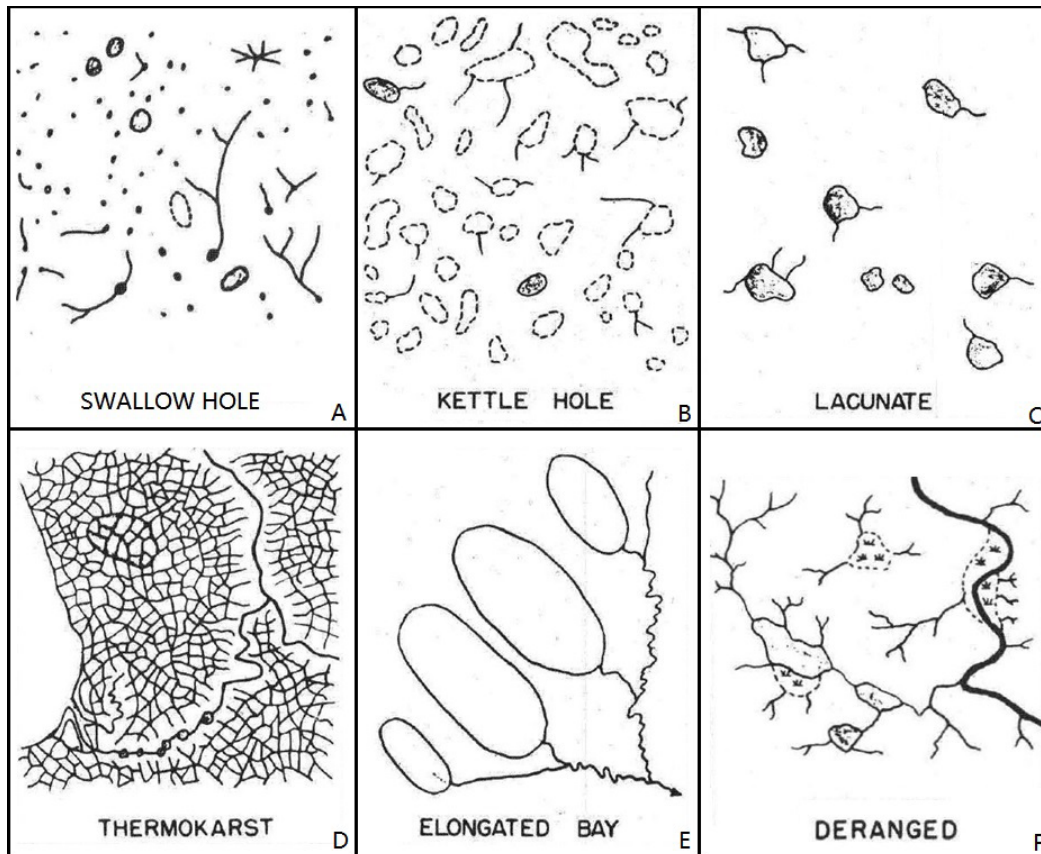 SWALLOW HOLE
A
KETTLE HOLE
B
LACUNATE
C
THERMOKARST
D
ELONGATED BAY
E
DERANGED
F